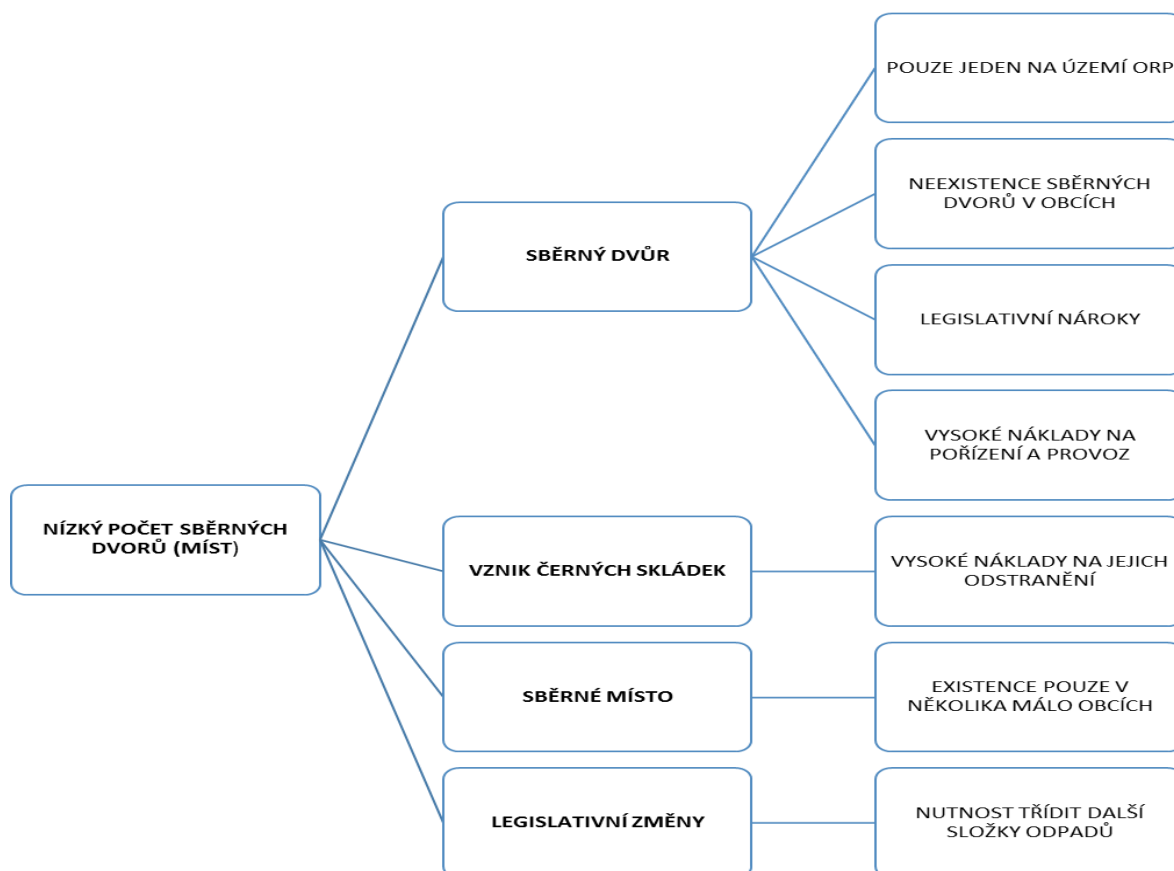 POUZE JEDEN NA ÚZEMÍ ORP
NEEXISTENCE SBĚRNÝCH
DVORŮ V OBCÍCH
SBĚRNÝ DVŮR
LEGISLATIVNÍ NÁROKY
VYSOKÉ NÁKLADY NA
POŘÍZENÍ A PROVOZ
NÍZKÝ POČET SBĚRNÝCH
DVORŮ (MÍST)
VZNIK ČERNÝCH SKLÁDEK
VYSOKÉ NÁKLADY NA JEJICH
ODSTRANĚNÍ
SBĚRNÉ MÍSTO
EXISTENCE POUZE V
NĚKOLIKA MÁLO OBCÍCH
LEGISLATIVNÍ ZMĚNY
NUTNOST TŘÍDIT DALŠÍ
SLOŽKY ODPADŮ